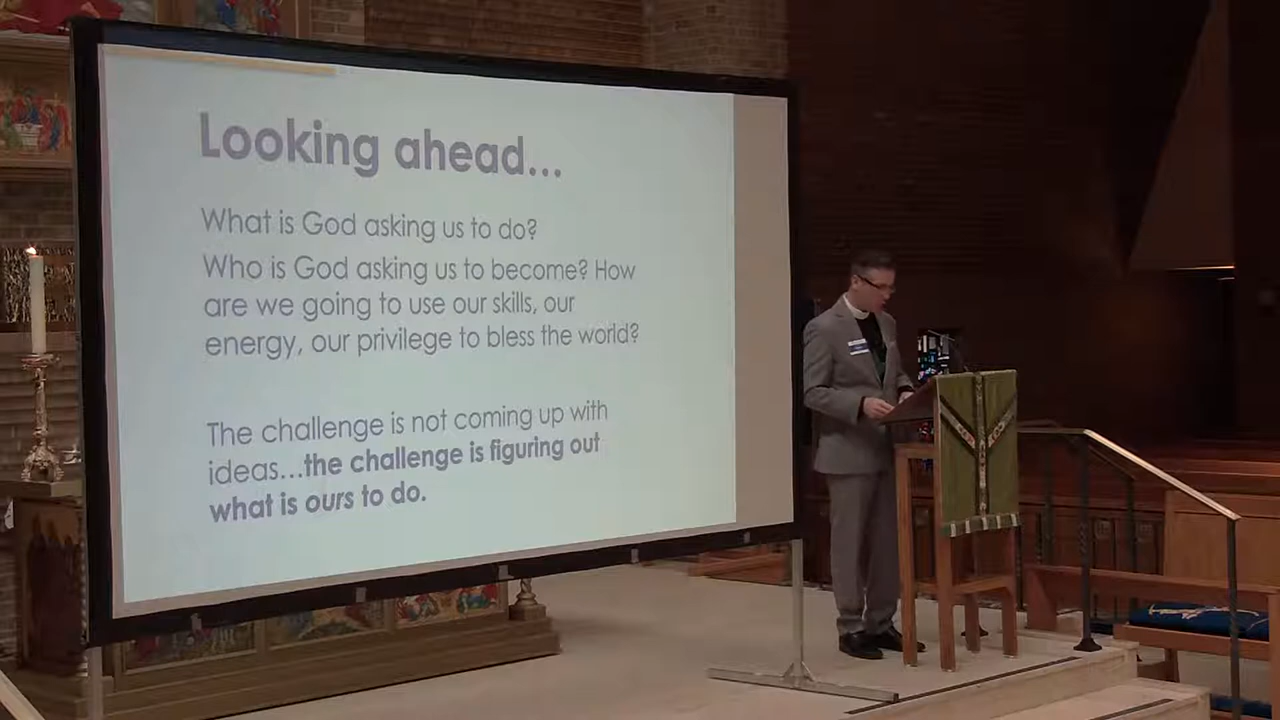 Looking ahead...
What is God asking us to do?
Who is God asking us to become? How
are we going to use our skills, our
energy, our privilege to bless the world?
The challenge is not coming up with
ideas...the challenge is figuring out
what is ours to do.